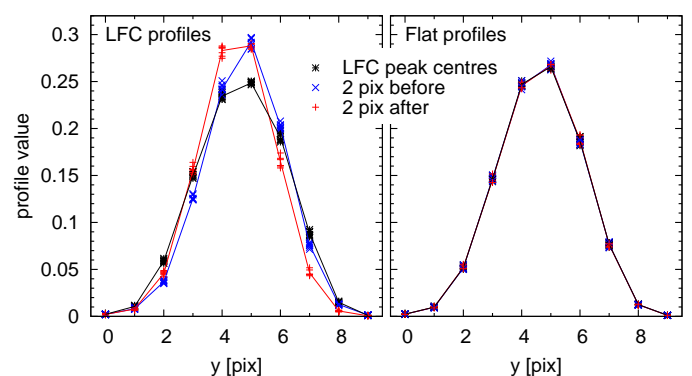 LFC profiles
Flat profiles
LFC peak centres
2 pix before
2 pix after
profile value
0.3
0.25
0.2
0.15
0.1
0.05
0
0 2 4 6 8
0 2 4 6 8
y [pix]
y [pix]